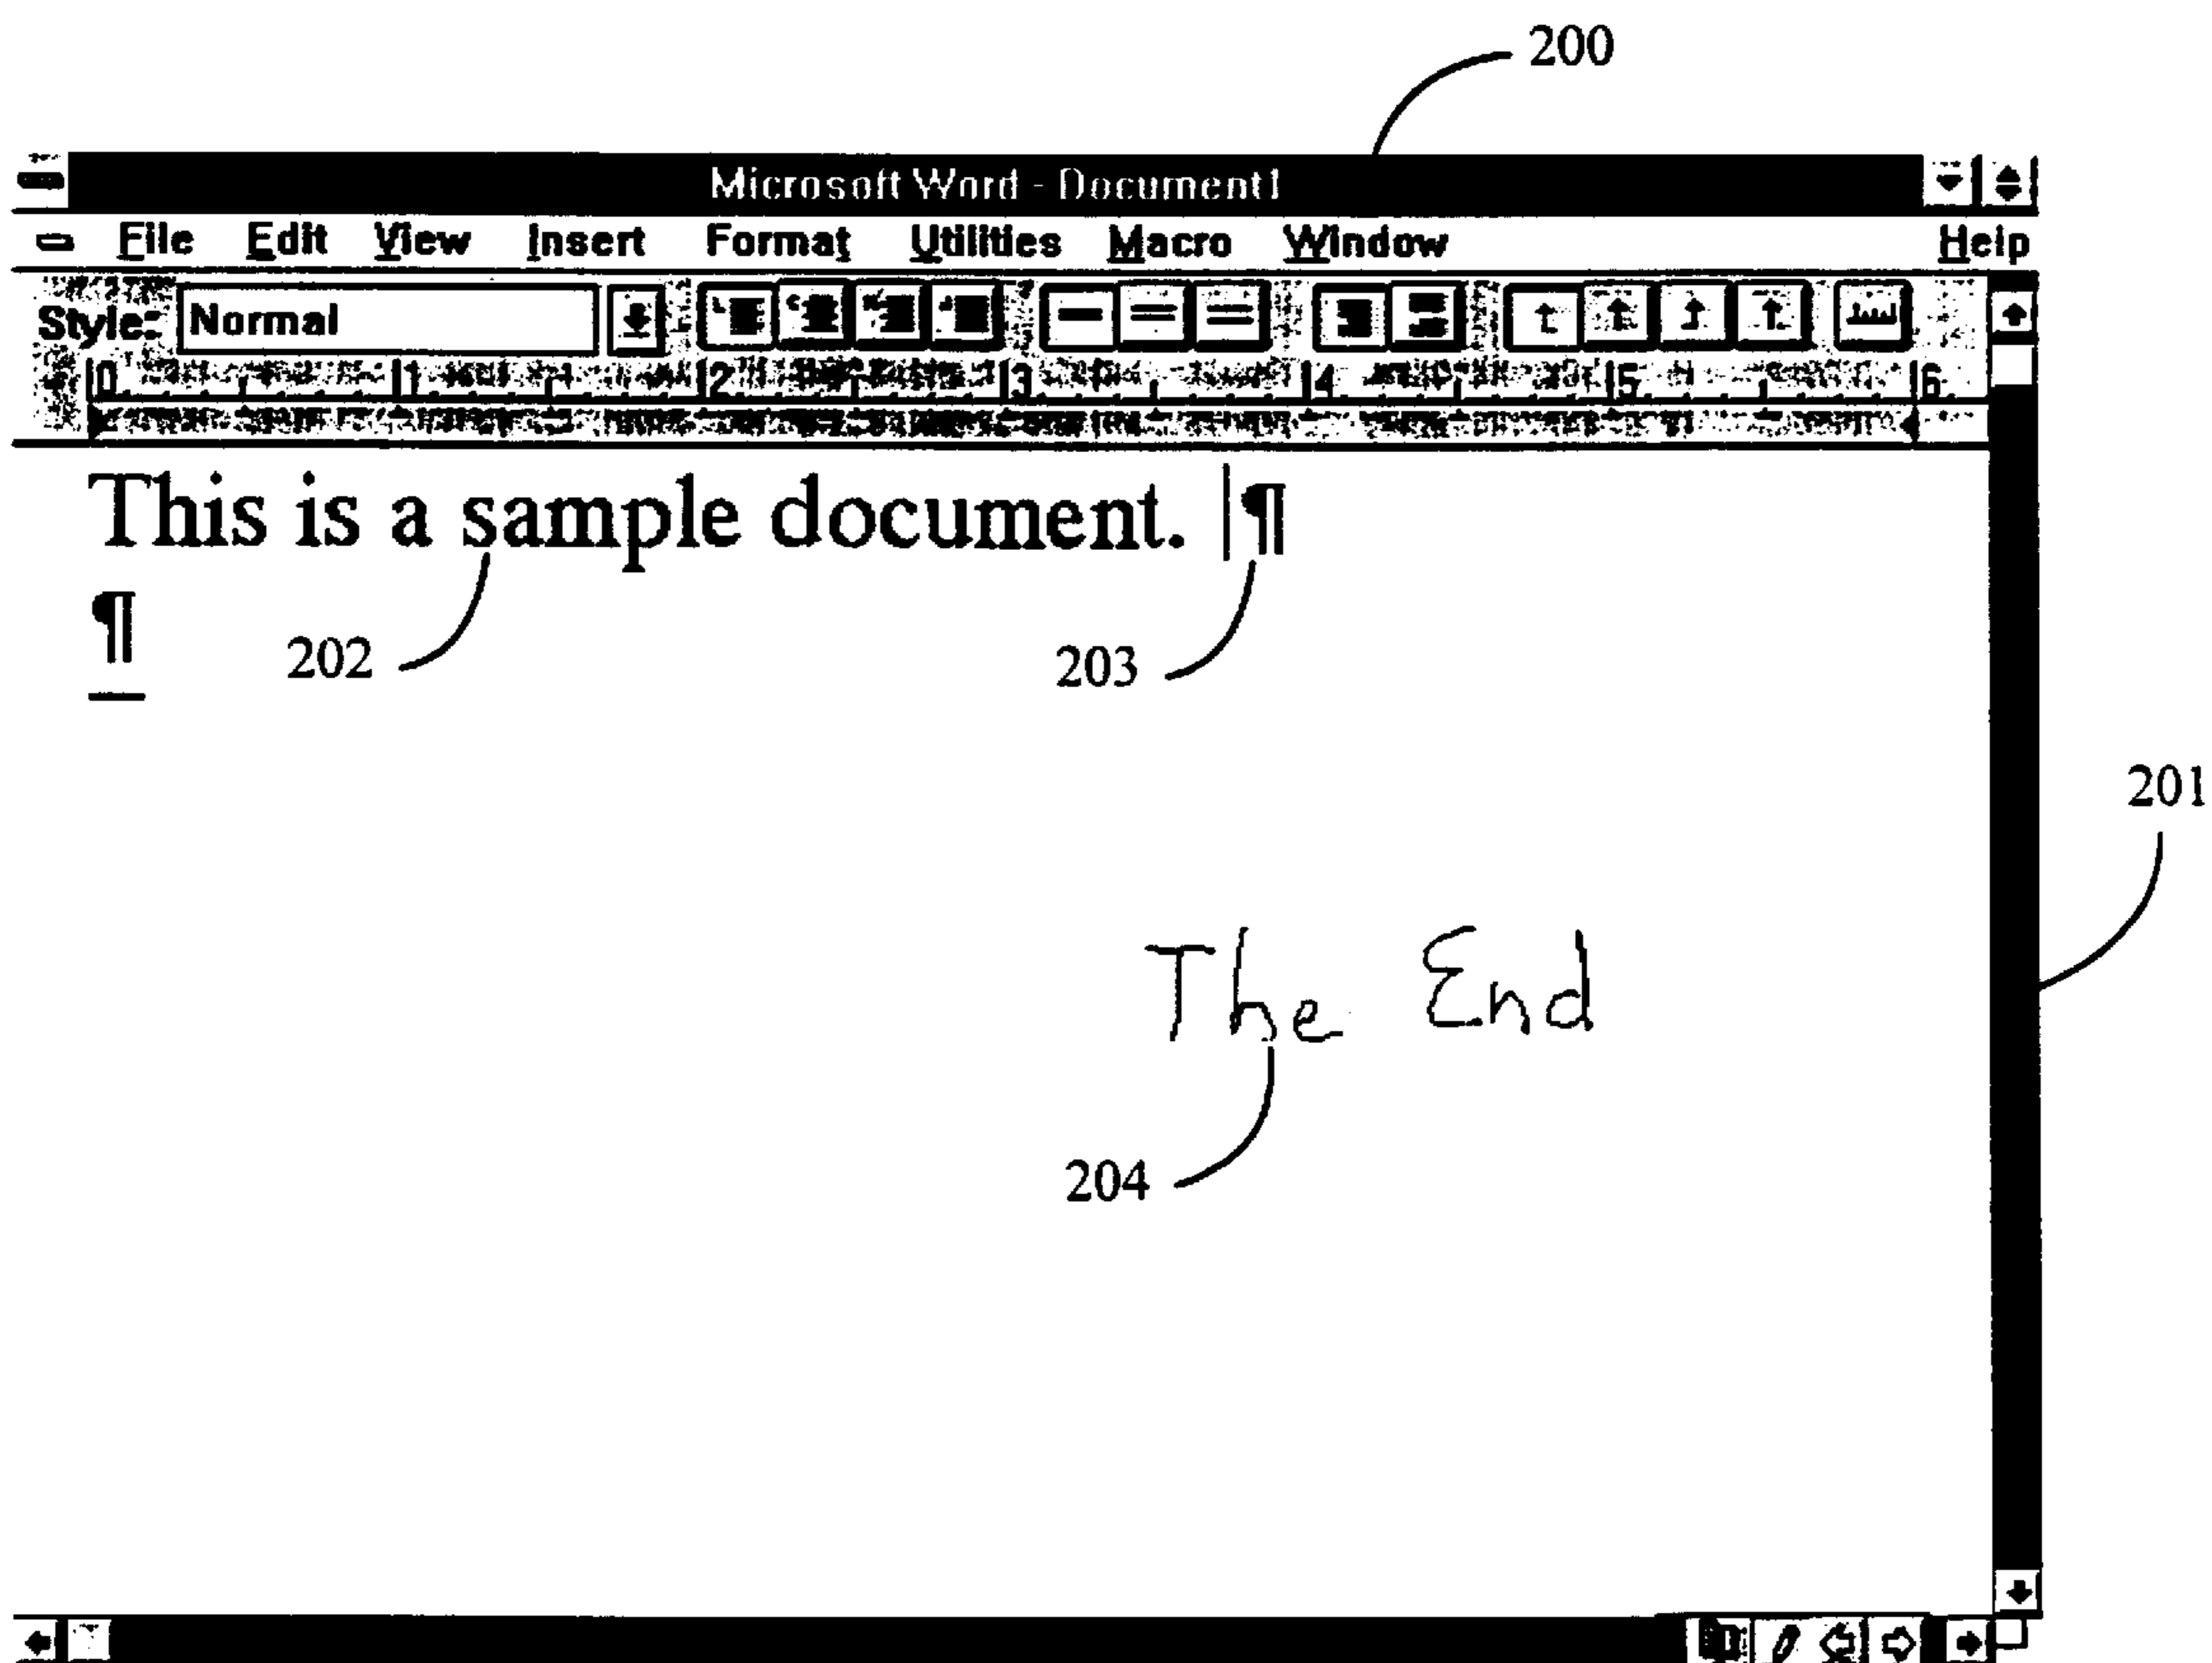 200
Microsoft Word - Document1
File Edit View Insert Format Utilities Macro Window Help
Style: Normal
0 1 2 3 4 5 6
This is a sample document. ¶
¶
202
203
201
The End
204